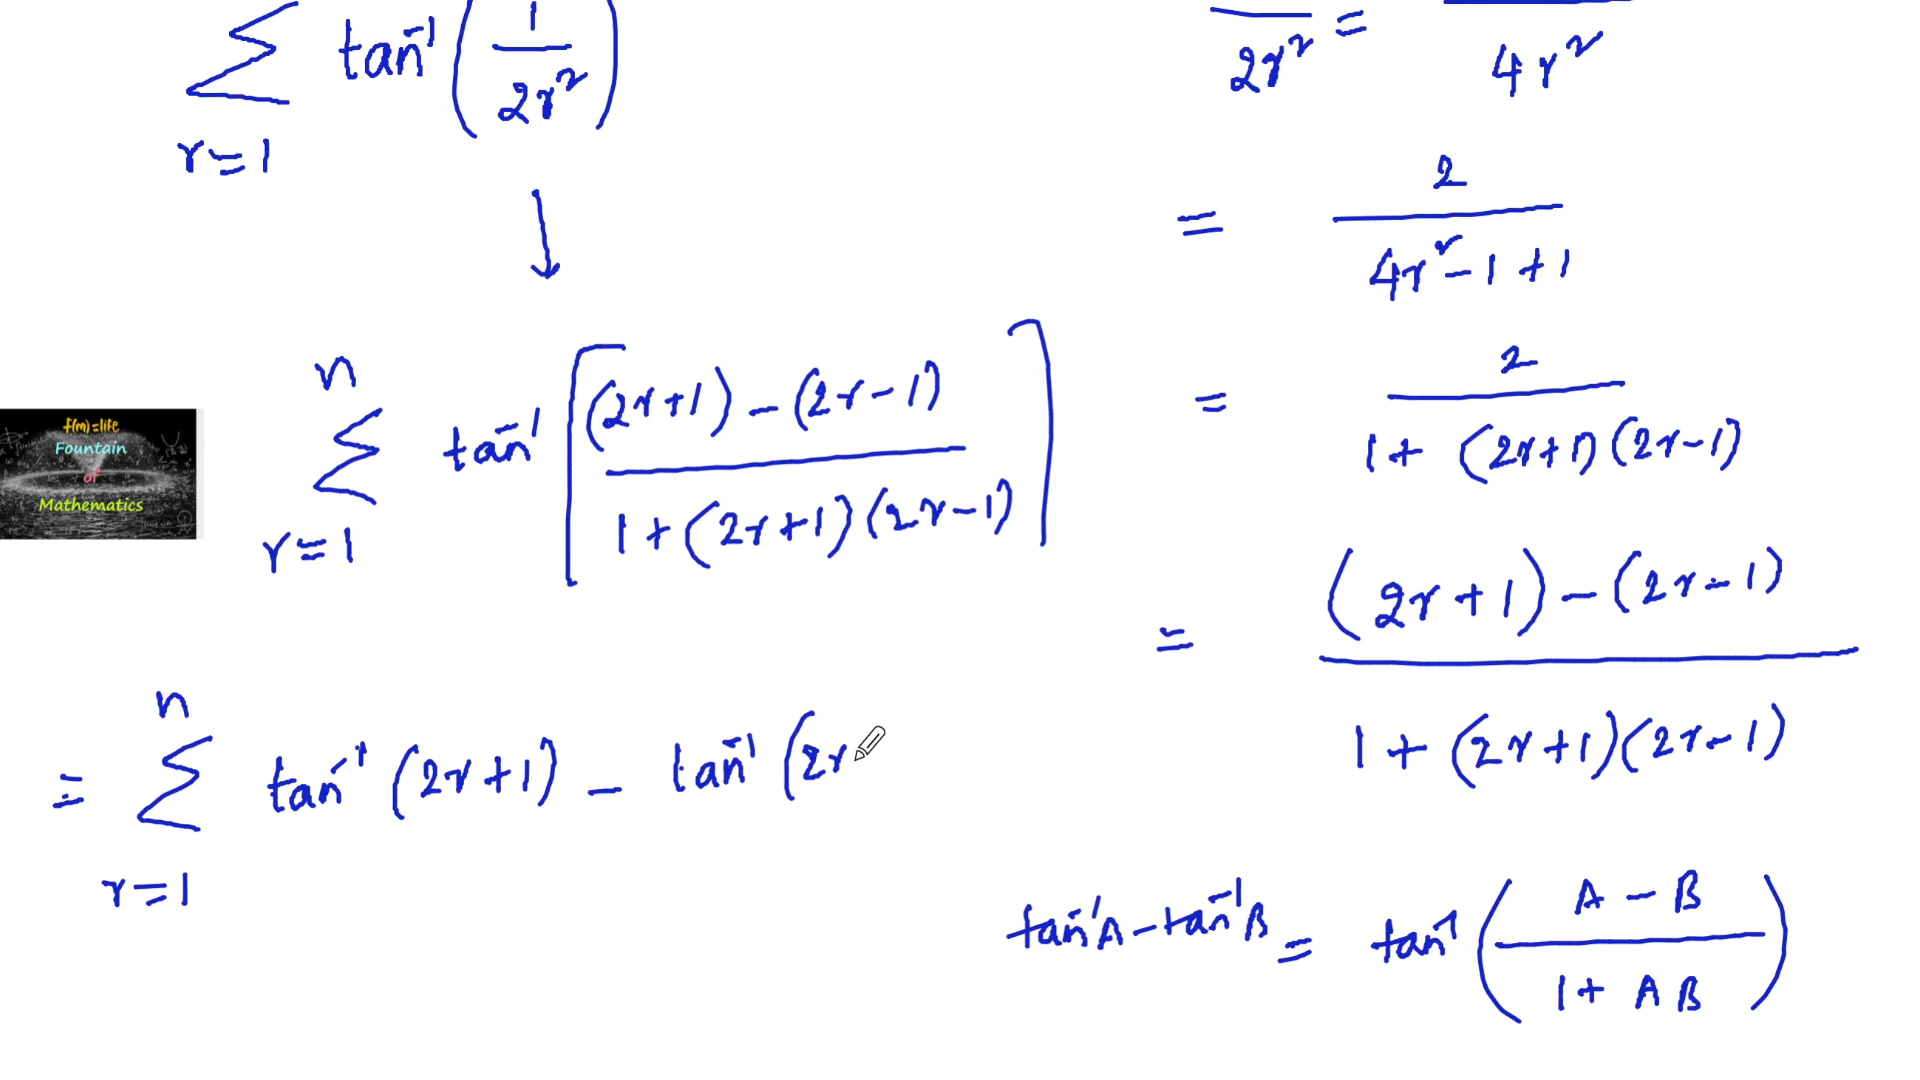 ∑ tan⁻¹ (1/2r²)
r=1
↓
n
∑ tan⁻¹ [((2r+1) - (2r-1)) / (1 + (2r+1)(2r-1))]
r=1
n
= ∑ tan⁻¹ (2r+1) - tan⁻¹ (2r
r=1
2r² = 4r²
= 2 / (4r² - 1 + 1)
= 2 / (1 + (2r+1)(2r-1))
= ((2r+1) - (2r-1)) / (1 + (2r+1)(2r-1))
tan⁻¹A - tan⁻¹B = tan⁻¹ ((A - B) / (1 + AB))
f(m)=life
Fountain
of
Mathematics